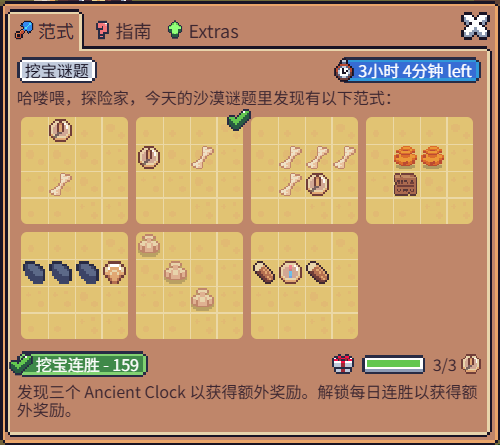 范式 指南 Extras
挖宝谜题 3小时 4分钟 left
哈喽喂，探险家，今天的沙漠谜题里发现有以下范式：
挖宝连胜 - 159 3/3
发现三个 Ancient Clock 以获得额外奖励。解锁每日连胜以获得额
外奖励。